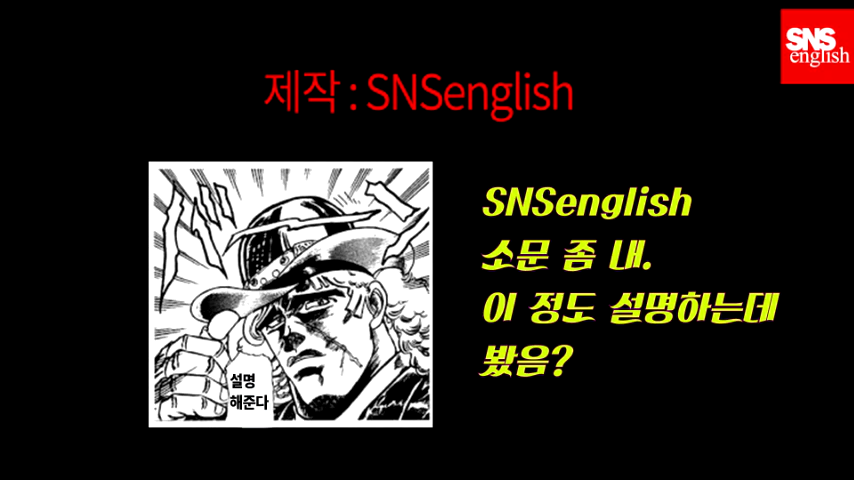 SNS
english
제작 : SNSenglish
SNSenglish
소문 좀 내.
이 정도 설명하는데
봤음?
설명
해준다